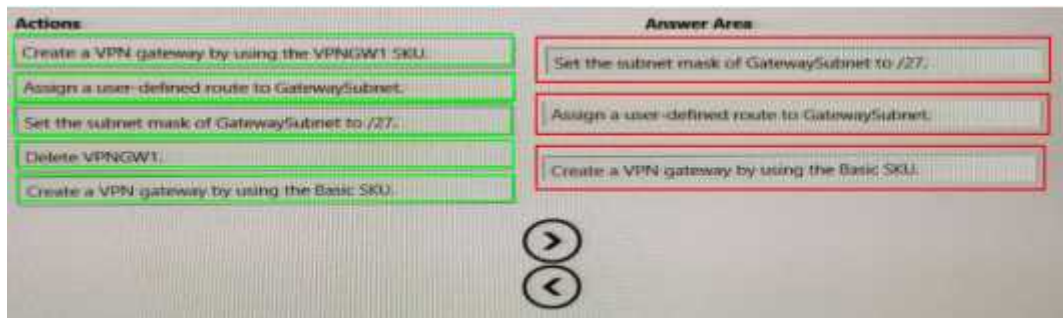 Actions
Answer Area
Create a VPN gateway by using the VPNGW1 SKU.
Assign a user-defined route to GatewaySubnet.
Set the subnet mask of GatewaySubnet to /27.
Delete VPNGW1.
Create a VPN gateway by using the Basic SKU.
Set the subnet mask of GatewaySubnet to /27.
Assign a user-defined route to GatewaySubnet.
Create a VPN gateway by using the Basic SKU.